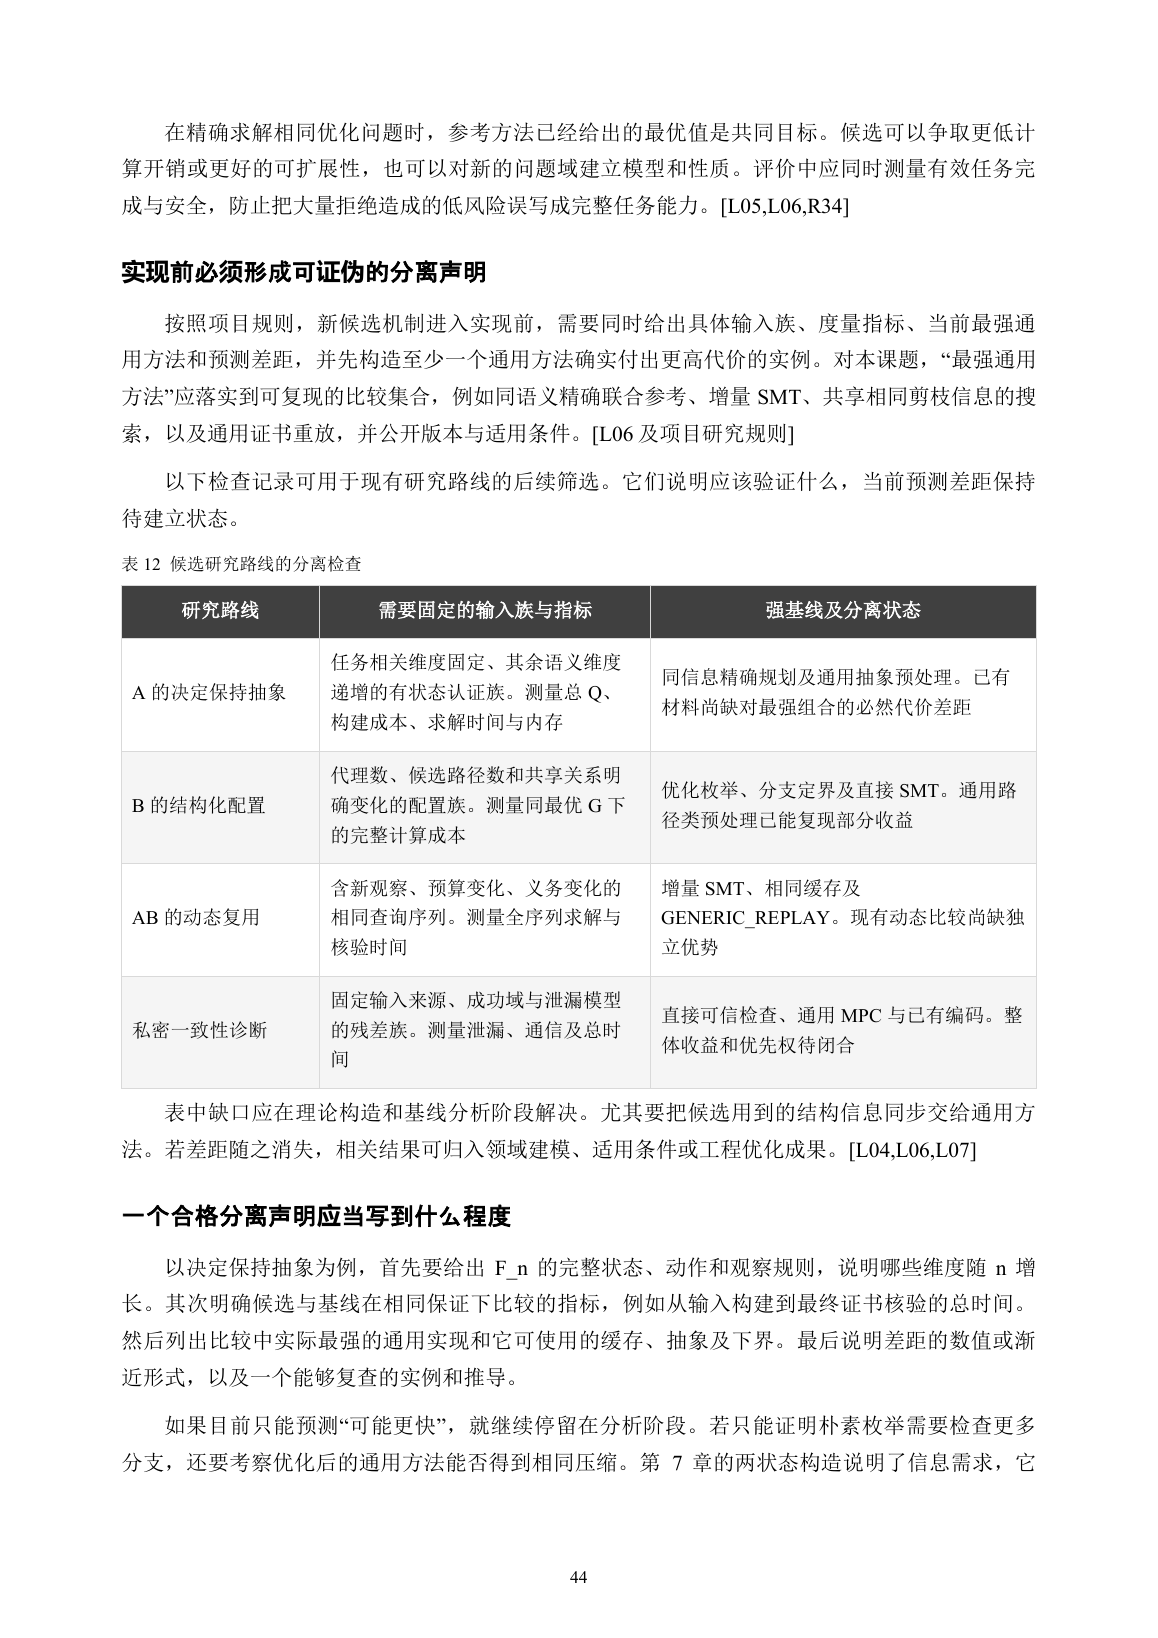 在精确求解相同优化问题时，参考方法已经给出的最优值是共同目标。候选可以争取更低计
算开销或更好的可扩展性，也可以对新的问题域建立模型和性质。评价中应同时测量有效任务完
成与安全，防止把大量拒绝造成的低风险误写成完整任务能力。[L05,L06,R34]
实现前必须形成可证伪的分离声明
按照项目规则，新候选机制进入实现前，需要同时给出具体输入族、度量指标、当前最强通
用方法和预测差距，并先构造至少一个通用方法确实付出更高代价的实例。对本课题，“最强通用
方法”应落实到可复现的比较集合，例如同语义精确联合参考、增量 SMT、共享相同剪枝信息的搜
索，以及通用证书重放，并公开版本与适用条件。[L06 及项目研究规则]
以下检查记录可用于现有研究路线的后续筛选。它们说明应该验证什么，当前预测差距保持
待建立状态。
表 12 候选研究路线的分离检查
研究路线
需要固定的输入族与指标
强基线及分离状态
A 的决定保持抽象
任务相关维度固定、其余语义维度
递增的有状态认证族。测量总 Q、
构建成本、求解时间与内存
同信息精确规划及通用抽象预处理。已有
材料尚缺对最强组合的必然代价差距
B 的结构化配置
代理数、候选路径数和共享关系明
确变化的配置族。测量同最优 G 下
的完整计算成本
优化枚举、分支定界及直接 SMT。通用路
径类预处理已能复现部分收益
AB 的动态复用
含新观察、预算变化、义务变化的
相同查询序列。测量全序列求解与
核验时间
增量 SMT、相同缓存及
GENERIC_REPLAY。现有动态比较尚缺独
立优势
私密一致性诊断
固定输入来源、成功域与泄漏模型
的残差族。测量泄漏、通信及总时
间
直接可信检查、通用 MPC 与已有编码。整
体收益和优先权待闭合
表中缺口应在理论构造和基线分析阶段解决。尤其要把候选用到的结构信息同步交给通用方
法。若差距随之消失，相关结果可归入领域建模、适用条件或工程优化成果。[L04,L06,L07]
一个合格分离声明应当写到什么程度
以决定保持抽象为例，首先要给出 F_n 的完整状态、动作和观察规则，说明哪些维度随 n 增
长。其次明确候选与基线在相同保证下比较的指标，例如从输入构建到最终证书核验的总时间。
然后列出比较中实际最强的通用实现和它可使用的缓存、抽象及下界。最后说明差距的数值或渐
近形式，以及一个能够复查的实例和推导。
如果目前只能预测“可能更快”，就继续停留在分析阶段。若只能证明朴素枚举需要检查更多
分支，还要考察优化后的通用方法能否得到相同压缩。第 7 章的两状态构造说明了信息需求，它
44